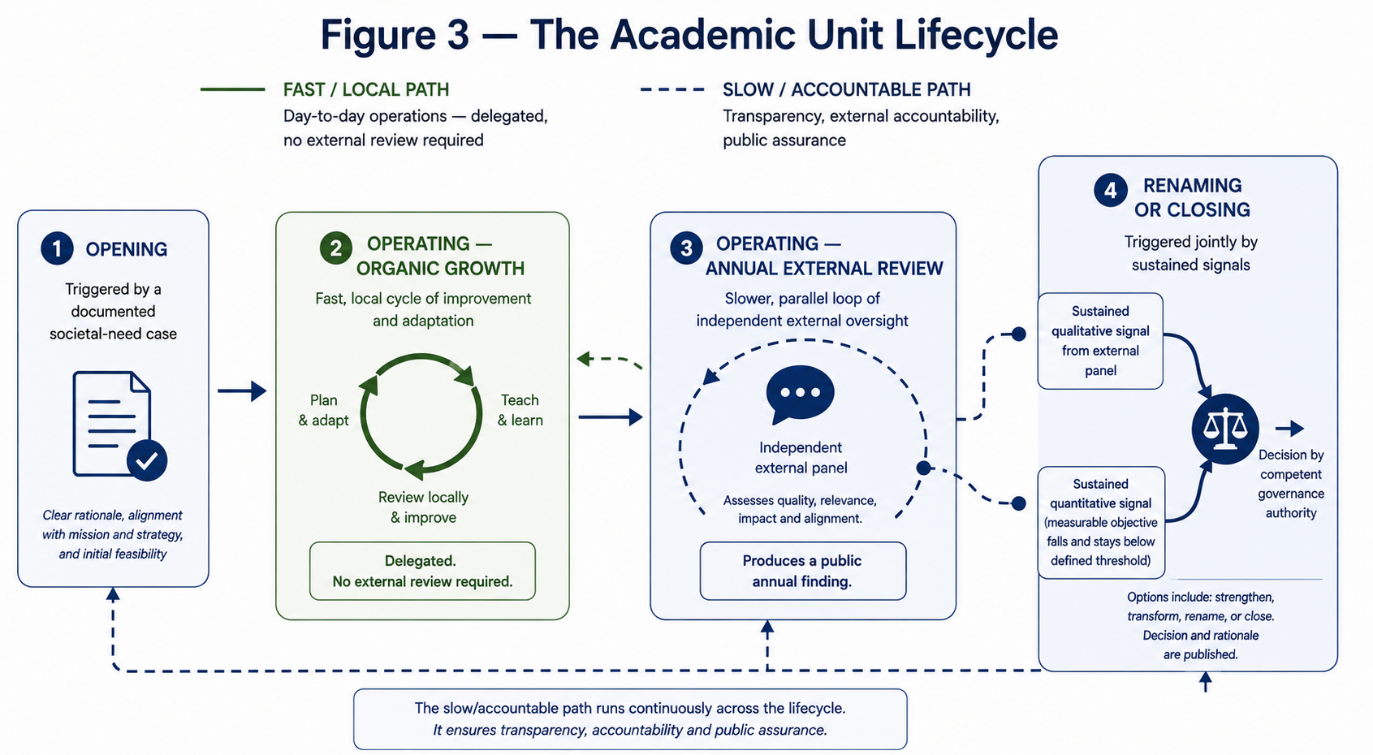 Figure 3 — The Academic Unit Lifecycle
FAST / LOCAL PATH
Day-to-day operations — delegated,
no external review required
SLOW / ACCOUNTABLE PATH
Transparency, external accountability,
public assurance
1 OPENING
Triggered by a
documented
societal-need case
Clear rationale, alignment
with mission and strategy,
and initial feasibility
2 OPERATING —
ORGANIC GROWTH
Fast, local cycle of improvement
and adaptation
Plan
& adapt
Teach
& learn
Review locally
& improve
Delegated.
No external review required.
3 OPERATING —
ANNUAL EXTERNAL REVIEW
Slower, parallel loop of
independent external oversight
Independent
external panel
Assesses quality, relevance,
impact and alignment.
Produces a public
annual finding.
4 RENAMING
OR CLOSING
Triggered jointly by
sustained signals
Sustained
qualitative signal
from external
panel
Sustained
quantitative signal
(measurable objective
falls and stays below
defined threshold)
Decision by
competent
governance
authority
Options include: strengthen,
transform, rename, or close.
Decision and rationale
are published.
The slow/accountable path runs continuously across the lifecycle.
It ensures transparency, accountability and public assurance.